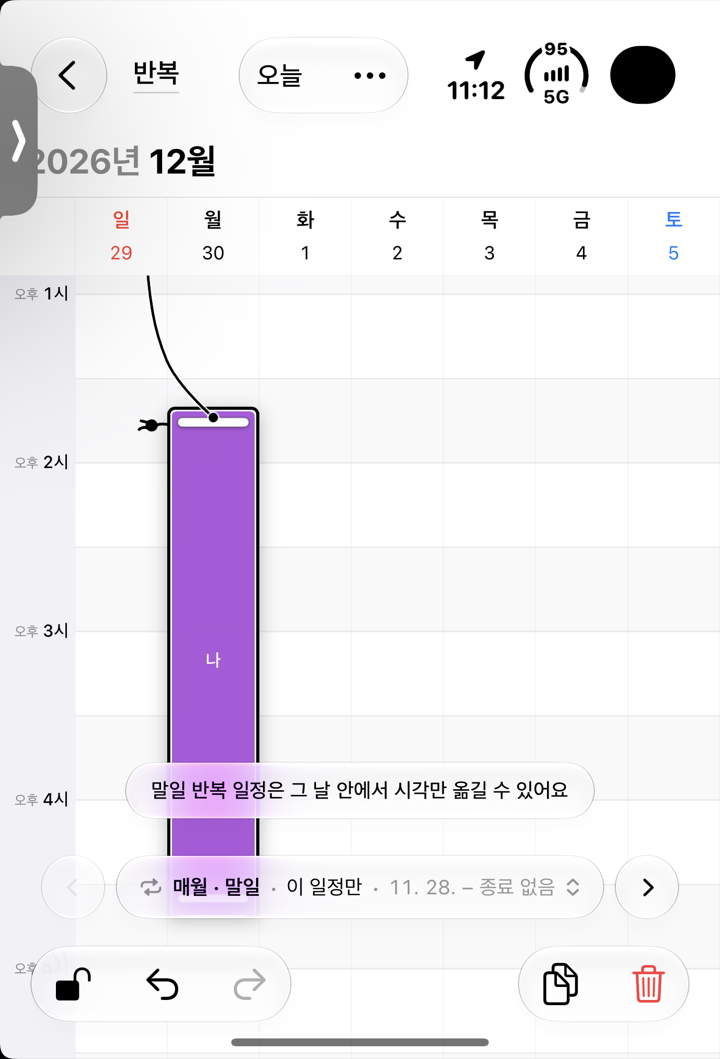 반복
오늘
11:12
95
5G
2026년 12월
일 월 화 수 목 금 토
29 30 1 2 3 4 5
오후 1시
오후 2시
오후 3시
나
말일 반복 일정은 그 날 안에서 시각만 옮길 수 있어요
오후 4시
매월 · 말일 · 이 일정만 · 11. 28. – 종료 없음